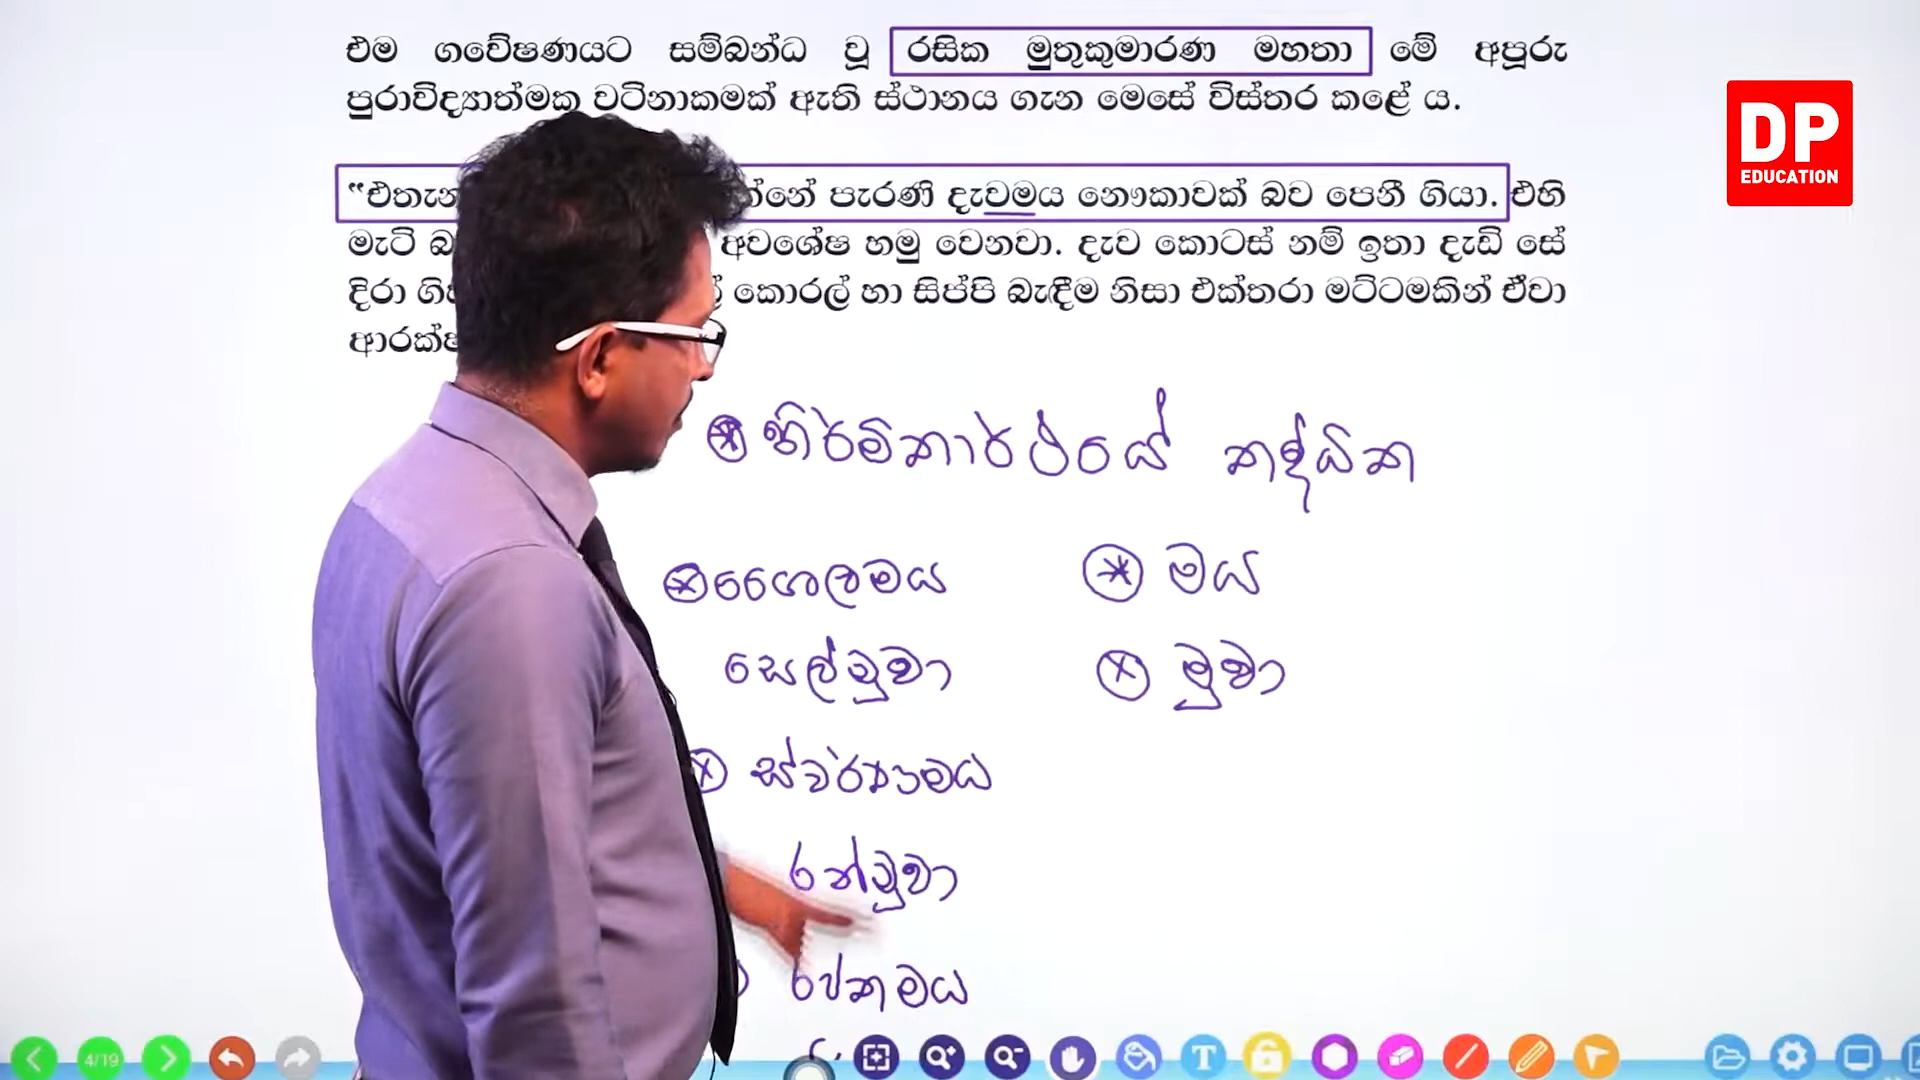 එම ගවේෂණයට සම්බන්ධ වූ රසික මුතුකුමාරණ මහතා මේ අපූරු
පුරාවිද්‍යාත්මක වටිනාකමක් ඇති ස්ථානය ගැන මෙසේ විස්තර කළේ ය.
DP
EDUCATION
“එතැන පැරණි දැවමය නෞකාවක් බව පෙනී ගියා. එහි
මැටි අවශේෂ හමු වෙනවා. දැව කොටස් නම් ඉතා දැඩි සේ
දිරා කොරල් හා සිප්පි බැඳීම නිසා එක්තරා මට්ටමකින් ඒවා
නිර්මිතාර්ථයේ තද්ධිත
ශෛලමය මය
සෙල්මුවා මුවා
ස්වර්ණමය
රන්මුවා
රජතමය
4/19